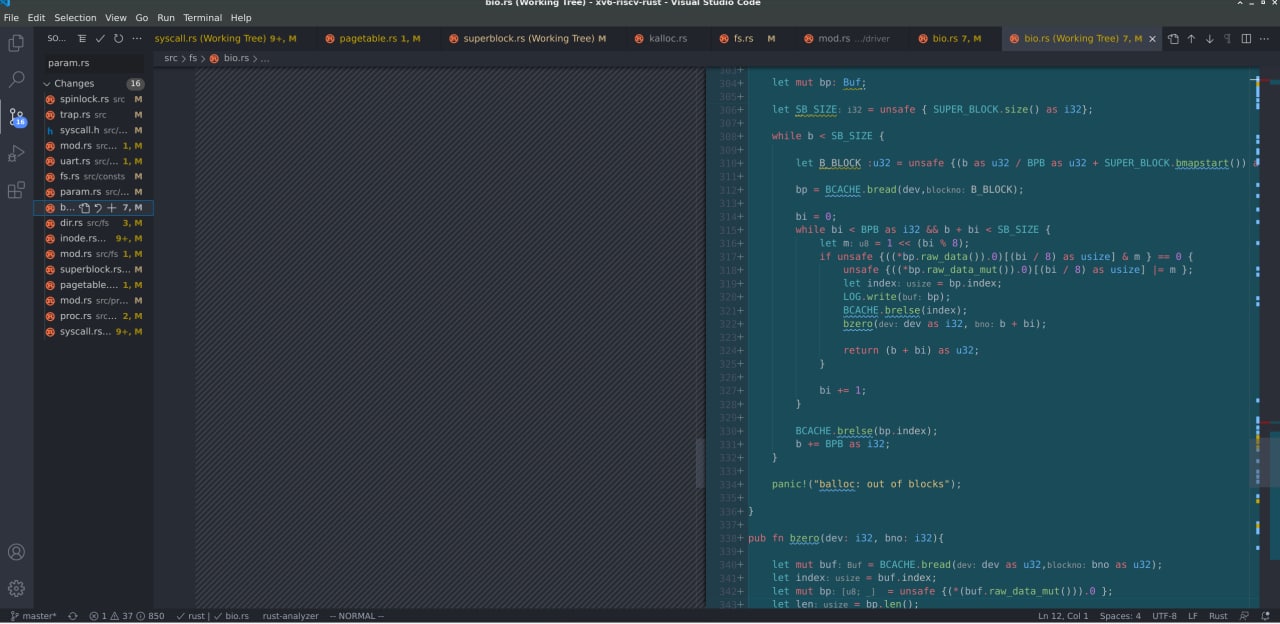 bio.rs (Working Tree) - xv6-riscv-rust - Visual Studio Code
File Edit Selection View Go Run Terminal Help
SO... syscall.rs (Working Tree) 9+, M pagetable.rs 1, M superblock.rs (Working Tree) M kalloc.rs fs.rs M mod.rs .../driver bio.rs 7, M bio.rs (Working Tree) 7, M
src > fs > bio.rs > ...
param.rs
Changes 16
spinlock.rs src M
trap.rs src M
syscall.h src/... M
mod.rs src... 1, M
uart.rs src/... 1, M
fs.rs src/consts M
param.rs src/... M
b... 7, M
dir.rs src/fs 3, M
inode.rs... 9+, M
mod.rs src/fs 1, M
superblock.rs... M
pagetable.... 1, M
mod.rs src/pr... M
proc.rs src... 2, M
syscall.rs... 9+, M
16
303+
304+ let mut bp: Buf;
305+
306+ let SB_SIZE: i32 = unsafe { SUPER_BLOCK.size() as i32};
307+
308+ while b < SB_SIZE {
309+
310+ let B_BLOCK :u32 = unsafe {(b as u32 / BPB as u32 + SUPER_BLOCK.bmapstart())
311+
312+ bp = BCACHE.bread(dev,blockno: B_BLOCK);
313+
314+ bi = 0;
315+ while bi < BPB as i32 && b + bi < SB_SIZE {
316+ let m: u8 = 1 << (bi % 8);
317+ if unsafe {((*bp.raw_data()).0)[(bi / 8) as usize] & m } == 0 {
318+ unsafe {((*bp.raw_data_mut()).0)[(bi / 8) as usize] |= m };
319+ let index: usize = bp.index;
320+ LOG.write(buf: bp);
321+ BCACHE.brelse(index);
322+ bzero(dev: dev as i32, bno: b + bi);
323+
324+ return (b + bi) as u32;
325+ }
326+
327+ bi += 1;
328+ }
329+
330+ BCACHE.brelse(bp.index);
331+ b += BPB as i32;
332+ }
333+
334+ panic!("balloc: out of blocks");
335+
336+ }
337+
338+ pub fn bzero(dev: i32, bno: i32){
339+
340+ let mut buf: Buf = BCACHE.bread(dev: dev as u32,blockno: bno as u32);
341+ let index: usize = buf.index;
342+ let mut bp: [u8; _] = unsafe {(*(buf.raw_data_mut())).0 };
343+ let len: usize = bp.len();
master* 1 37 850 rust | bio.rs rust-analyzer -- NORMAL -- Ln 12, Col 1 Spaces: 4 UTF-8 LF Rust